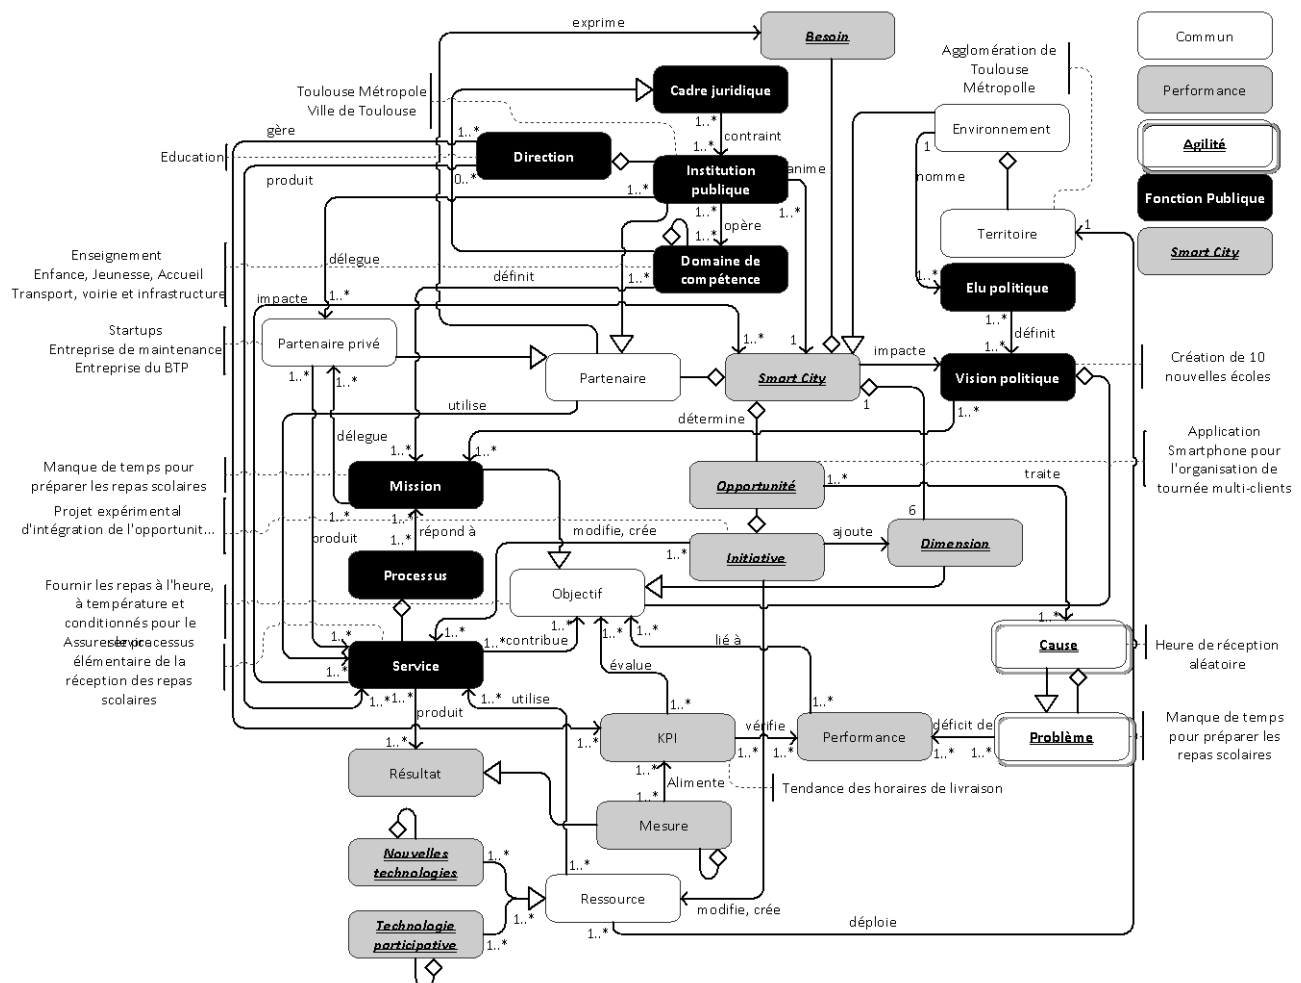 exprime
Besoin
Commun
Agglomération de
Toulouse
Métropolle
Toulouse Métropole
Ville de Toulouse
Cadre juridique
Performance
gère
1..*
1..*
contraint
Environnement
1
Agilité
Education
Direction
1..*
Institution
publique
anime
nomme
produit
0..*
1..*
1..*
1..*
Fonction Publique
opère
Territoire
1
Enseignement
Enfance, Jeunesse, Accueil
Transport, voirie et infrastructure
délegue
1..*
Domaine de
compétence
Smart City
définit
1..*
1..*
Elu politique
impacte
1..*
1..*
définit
Startups
Entreprise de maintenance
Entreprise du BTP
Partenaire privé
1..*
1
impacte
1..*
Création de 10
nouvelles écoles
1..*
Partenaire
Smart City
Vision politique
1..*
1
utilise
détermine
1..*
délegue
1..*
1..*
Application
Smartphone pour
l'organisation de
tournée multi-clients
Manque de temps pour
préparer les repas scolaires
Mission
Opportunité
1..*
traite
Projet expérimental
d'intégration de l'opportunit...
1..*
1..*
6
produit
1..*
répond à
modifie, crée
1..*
Initiative
ajoute
Dimension
Processus
Fournir les repas à l'heure,
à température et
conditionnés pour le
Objectif
1..*
élémentaire de la
réception des repas
scolaires
1..*
1..*
1..*
contribue
1..*
1..*
lié à
Cause
Heure de réception
aléatoire
Service
évalue
1..*
1..*
1..*
1..*
utilise
1..*
1..*
produit
1..*
KPI
vérifie
Performance
déficit de
Problème
Manque de temps
pour préparer les
repas scolaires
1..*
1..*
1..*
1..*
1..*
1..*
Résultat
1..*
Alimente
Tendance des horaires de livraison
1..*
Mesure
Nouvelles
technologies
1..*
1..*
Ressource
modifie, crée
Technologie
participative
1..*
1..*
1..*
déploie